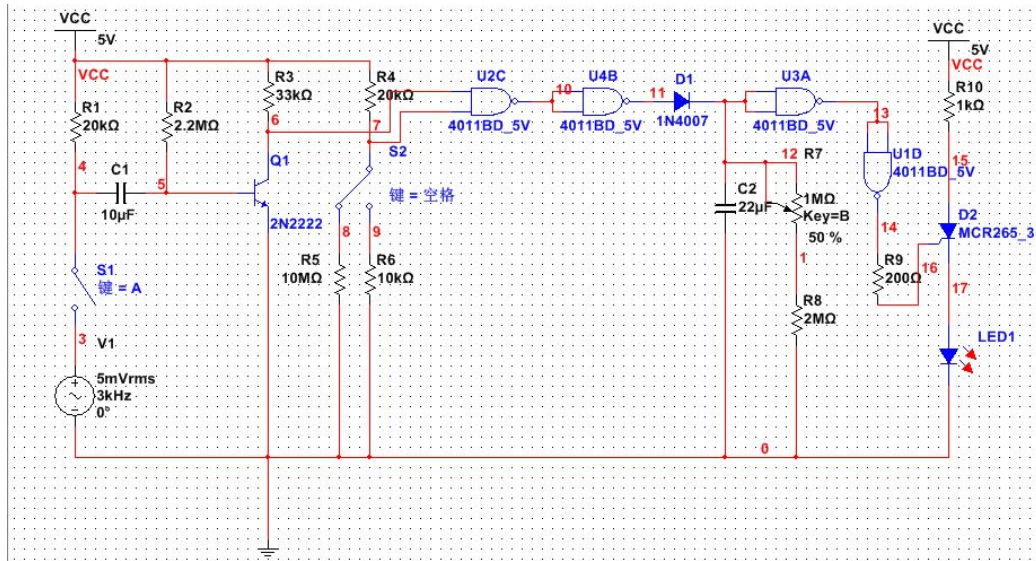 VCC
5V
VCC
R1
20kΩ
R2
2.2MΩ
R3
33kΩ
6
R4
20kΩ
7
4
C1
10µF
5
Q1
2N2222
S1
键 = A
3
V1
5mVrms
3kHz
0°
S2
键 = 空格
8
9
R5
10MΩ
R6
10kΩ
U2C
4011BD_5V
10
U4B
4011BD_5V
11
D1
1N4007
U3A
4011BD_5V
13
12
R7
1MΩ
Key=B
50 %
C2
22µF
1
R8
2MΩ
0
U1D
4011BD_5V
14
R9
200Ω
16
VCC
5V
VCC
R10
1kΩ
15
D2
MCR265_3
17
LED1